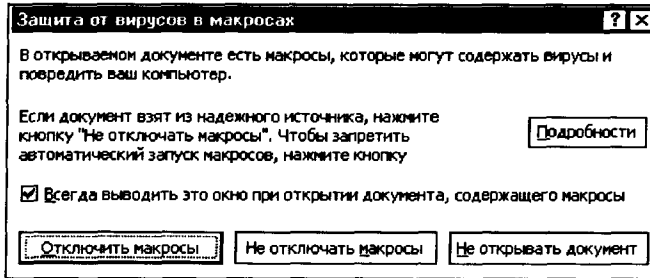 Защита от вирусов в макросах
В открываемом документе есть макросы, которые могут содержать вирусы и
повредить ваш компьютер.
Если документ взят из надежного источника, нажмите
кнопку "Не отключать макросы". Чтобы запретить
автоматический запуск макросов, нажмите кнопку
Подробности
Всегда выводить это окно при открытии документа, содержащего макросы
Отключить макросы Не отключать макросы Не открывать документ